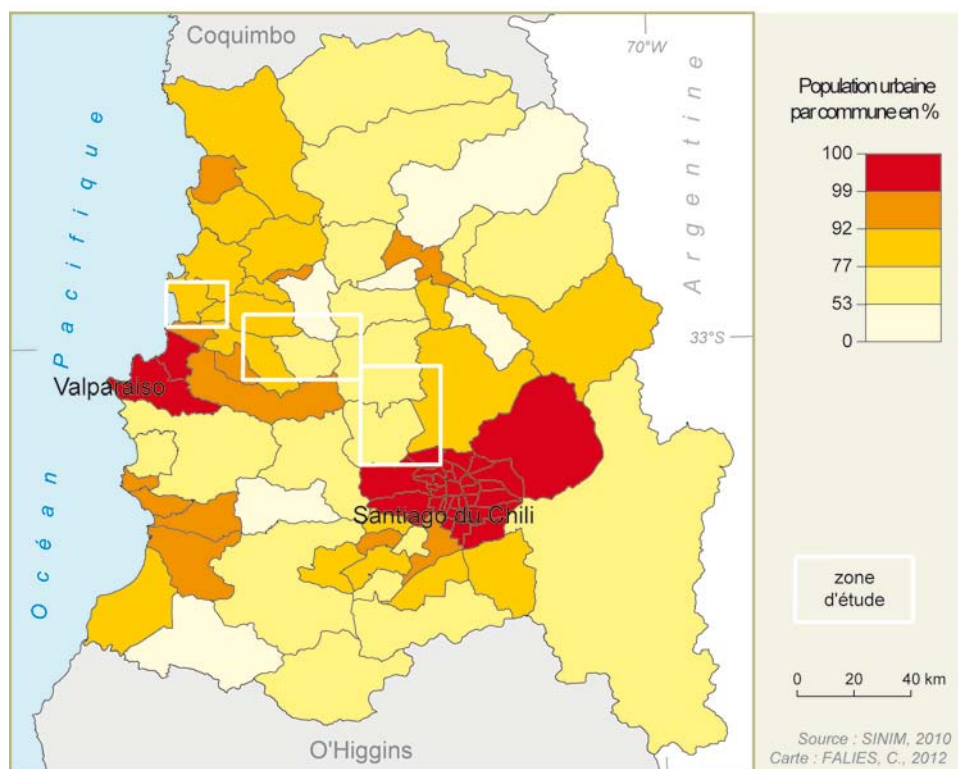 Coquimbo
70°W
Argentine
Océan Pacifique
33°S
Valparaiso
Santiago du Chili
O'Higgins
Population urbaine
par commune en %
100
99
92
77
53
0
zone
d'étude
0 20 40 km
Source : SINIM, 2010
Carte : FALIES, C., 2012